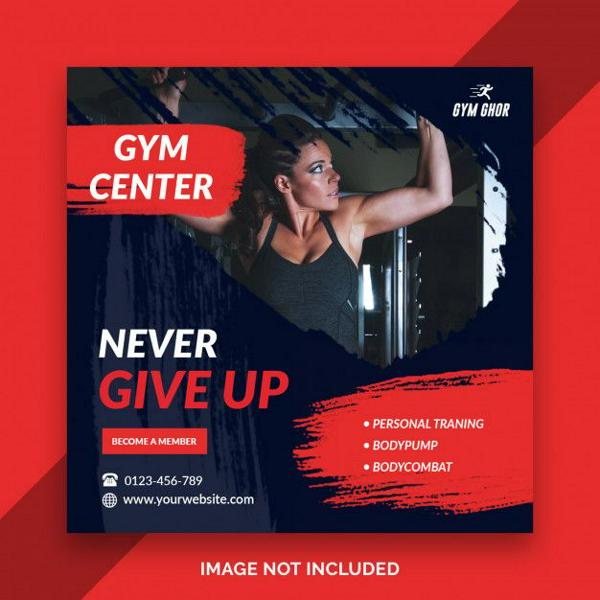 GYM GHOR
GYM
CENTER
NEVER
GIVE UP
BECOME A MEMBER
0123-456-789
www.yourwebsite.com
• PERSONAL TRANING
• BODYPUMP
• BODYCOMBAT
IMAGE NOT INCLUDED